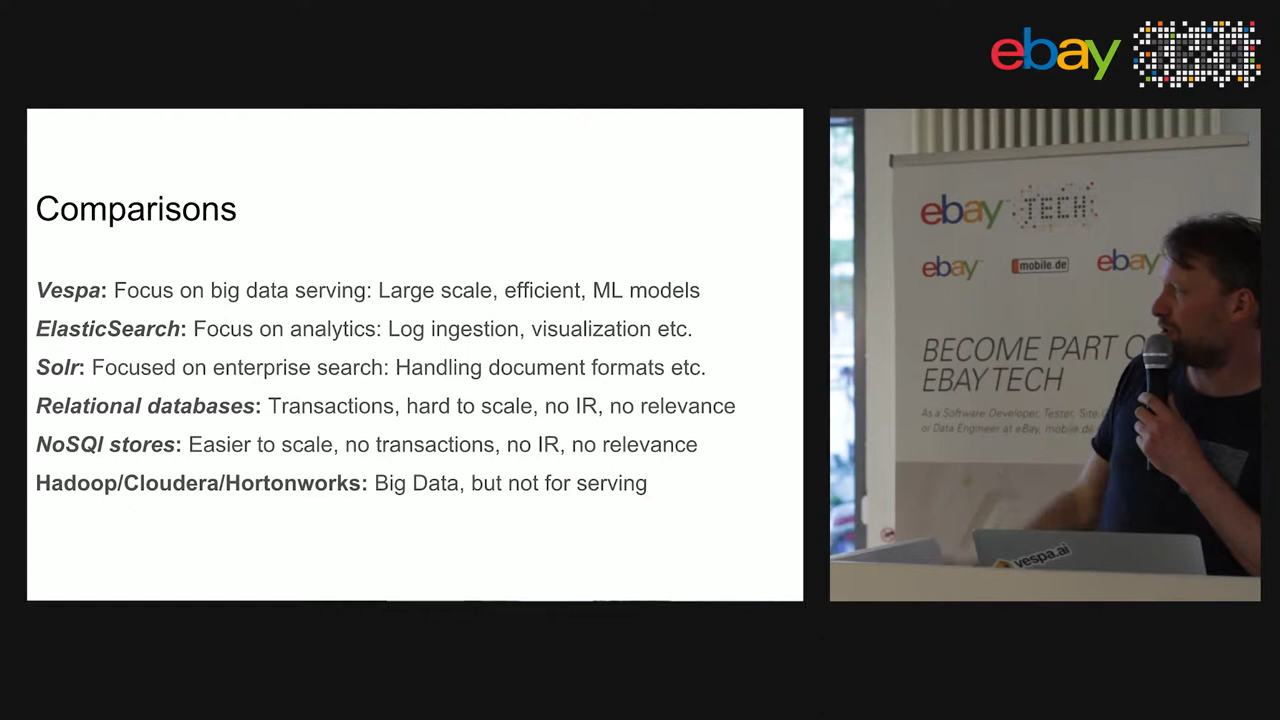 ebay
Comparisons
Vespa: Focus on big data serving: Large scale, efficient, ML models
ElasticSearch: Focus on analytics: Log ingestion, visualization etc.
Solr: Focused on enterprise search: Handling document formats etc.
Relational databases: Transactions, hard to scale, no IR, no relevance
NoSQl stores: Easier to scale, no transactions, no IR, no relevance
Hadoop/Cloudera/Hortonworks: Big Data, but not for serving
ebay TECH
ebay mobile.de ebay
BECOME PART O
EBAY TECH
As a Software Developer, Tester, Site
or Data Engineer at eBay, mobile.de
vespa.ai